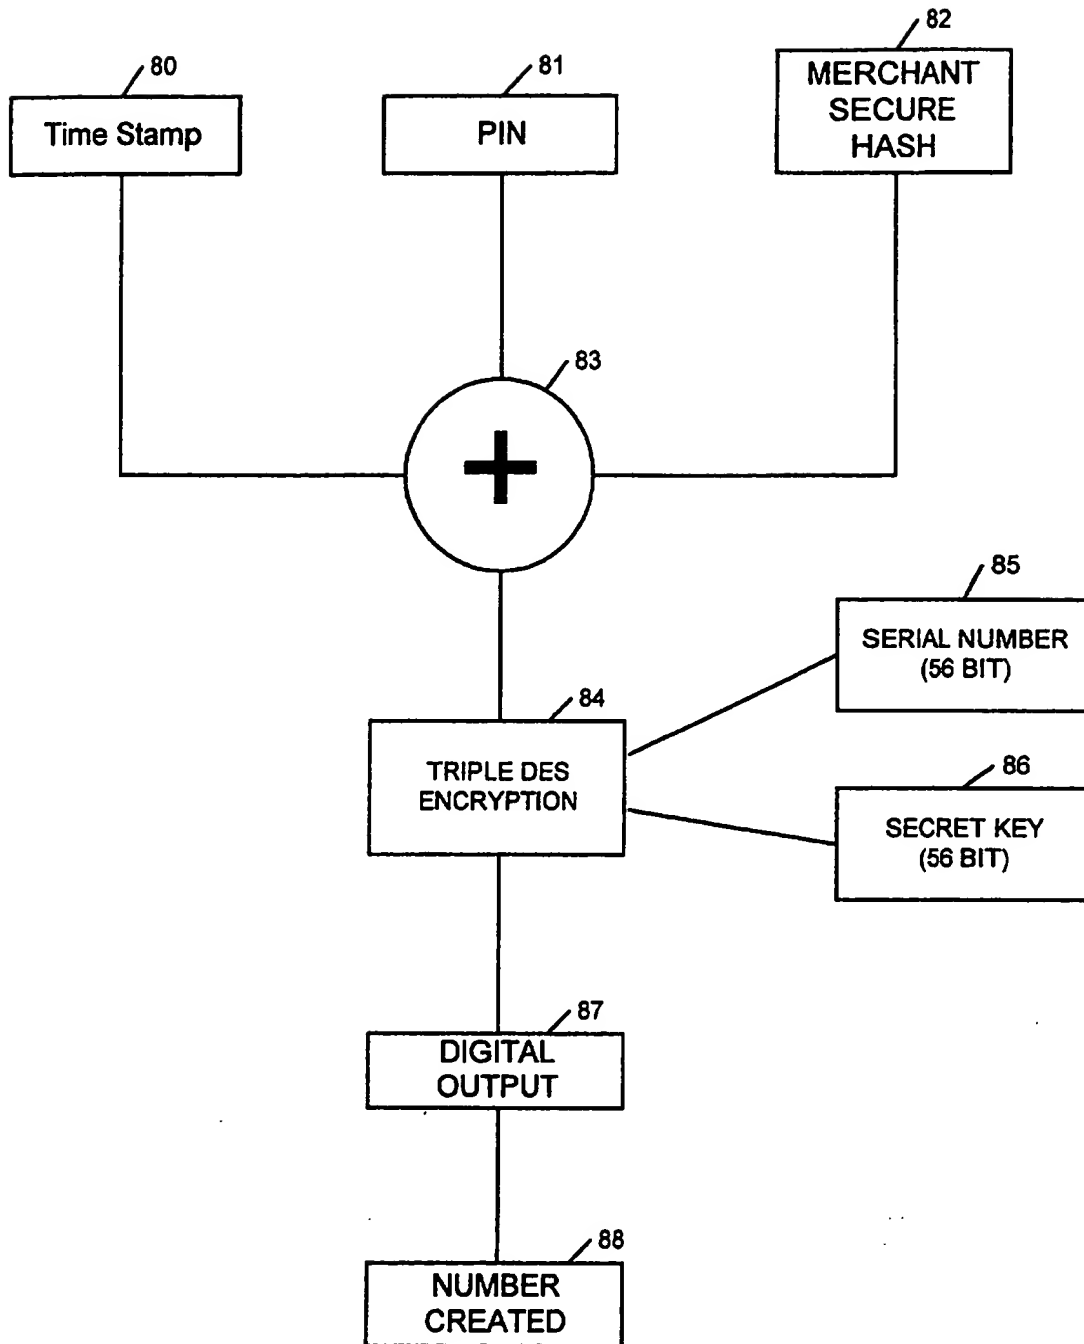 80
Time Stamp
81
PIN
82
MERCHANT
SECURE
HASH
83
+
84
TRIPLE DES
ENCRYPTION
85
SERIAL NUMBER
(56 BIT)
86
SECRET KEY
(56 BIT)
87
DIGITAL
OUTPUT
88
NUMBER
CREATED